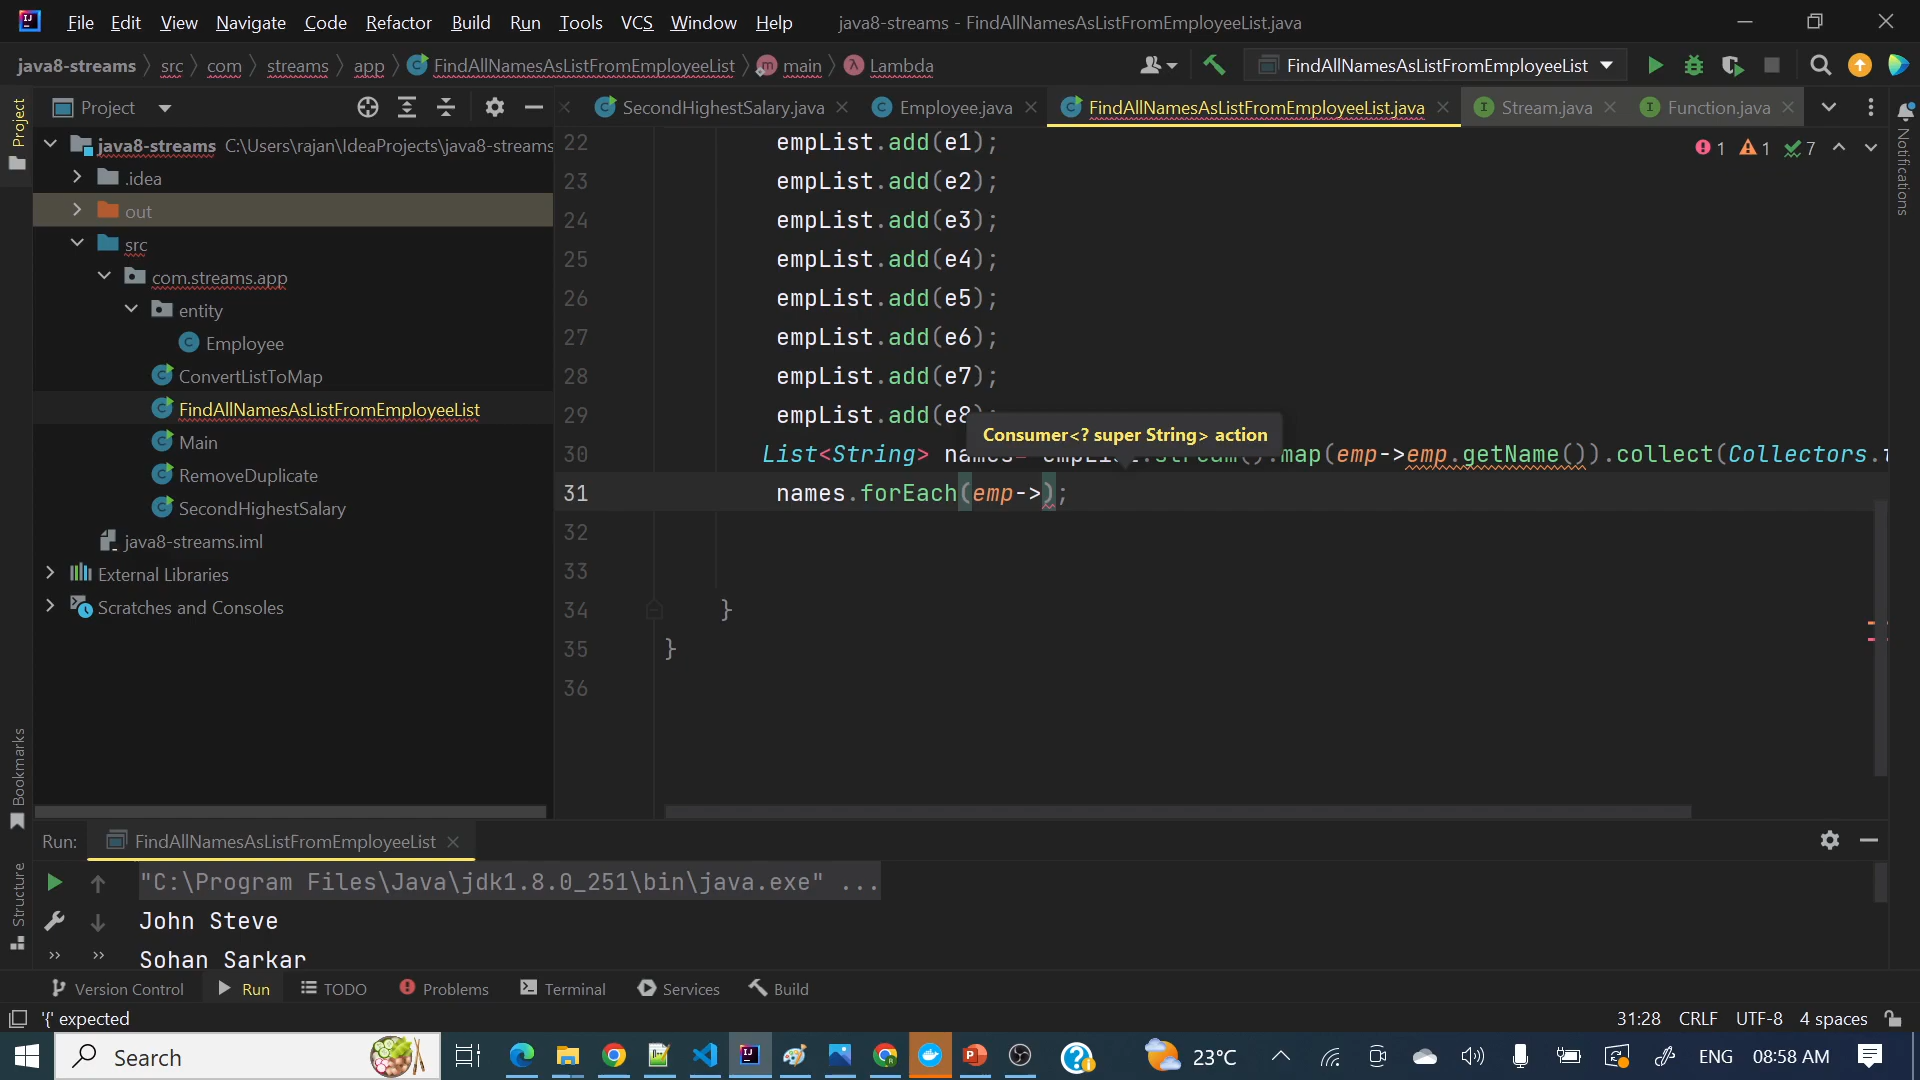 File Edit View Navigate Code Refactor Build Run Tools VCS Window Help java8-streams - FindAllNamesAsListFromEmployeeList.java
java8-streams src com streams app FindAllNamesAsListFromEmployeeList main Lambda FindAllNamesAsListFromEmployeeList
Project
Project
SecondHighestSalary.java Employee.java FindAllNamesAsListFromEmployeeList.java Stream.java Function.java
Notifications
java8-streams C:\Users\rajan\IdeaProjects\java8-streams
.idea
out
src
com.streams.app
entity
Employee
ConvertListToMap
FindAllNamesAsListFromEmployeeList
Main
RemoveDuplicate
SecondHighestSalary
java8-streams.iml
External Libraries
Scratches and Consoles
1 1 7
22 empList.add(e1);
23 empList.add(e2);
24 empList.add(e3);
25 empList.add(e4);
26 empList.add(e5);
27 empList.add(e6);
28 empList.add(e7);
29 empList.add(e8
Consumer<? super String> action
30 List<String> names= empList.stream().map(emp->emp.getName()).collect(Collectors.
31 names.forEach(emp->);
32
33
34 }
35 }
36
Bookmarks
Structure
Run: FindAllNamesAsListFromEmployeeList
"C:\Program Files\Java\jdk1.8.0_251\bin\java.exe" ...
John Steve
Sohan Sarkar
Version Control Run TODO Problems Terminal Services Build
'{' expected 31:28 CRLF UTF-8 4 spaces
Search 23°C ENG 08:58 AM